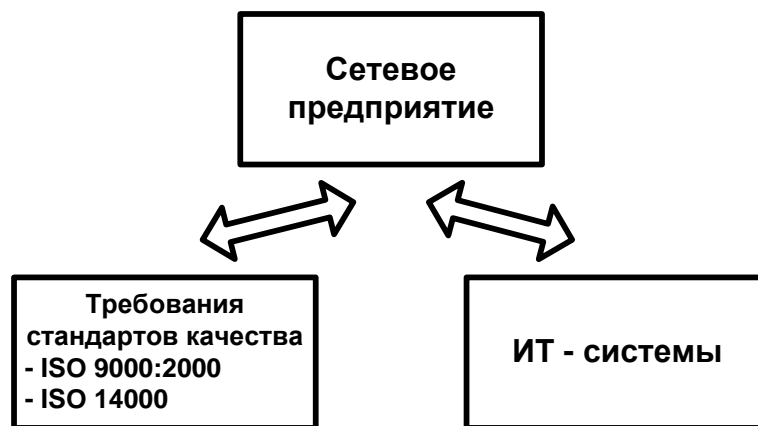 Сетевое
предприятие
Требования
стандартов качества
- ISO 9000:2000
- ISO 14000
ИТ - системы